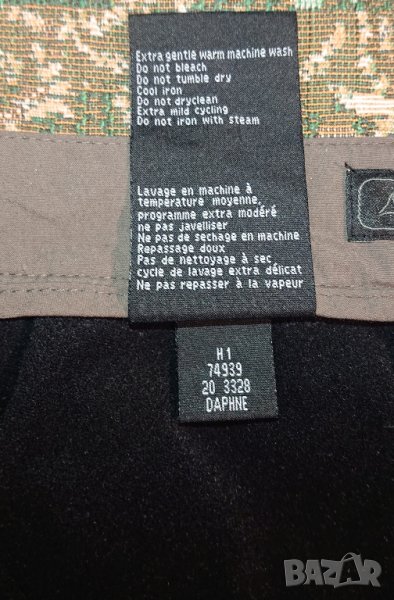 Extra gentle warm machine wash
Do not bleach
Do not tumble dry
Cool iron
Do not dryclean
Extra mild cycling
Do not iron with steam
Lavage en machine à
température moyenne,
programme extra modéré
ne pas javelliser
Ne pas de sechage en machine
Repassage doux
Pas de nettoyage à sec,
cycle de lavage extra délicat
Ne pas repasser à la vapeur
H1
74939
20 3328
DAPHNE
BAZAR